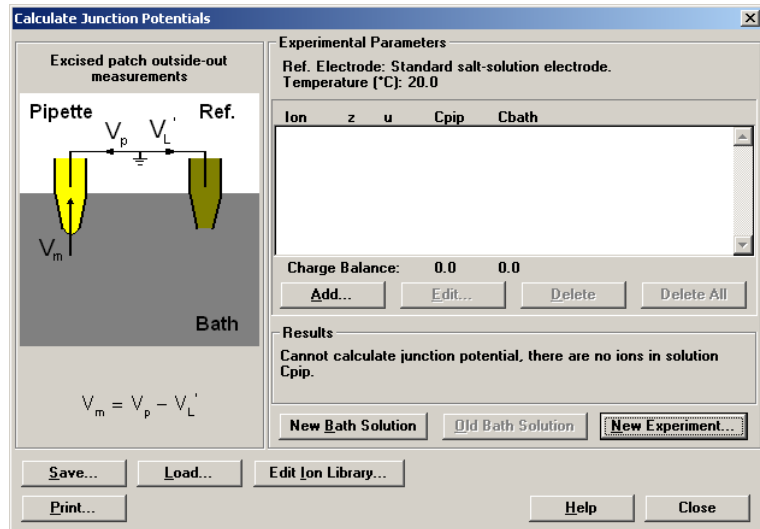 Calculate Junction Potentials
Excised patch outside-out
measurements
Pipette
Ref.
Vp
VL'
Vm
Bath
Vm = Vp − VL'
Experimental Parameters
Ref. Electrode: Standard salt-solution electrode.
Temperature (°C): 20.0
Ion z u Cpip Cbath
Charge Balance: 0.0 0.0
Add... Edit... Delete Delete All
Results
Cannot calculate junction potential, there are no ions in solution
Cpip.
New Bath Solution Old Bath Solution New Experiment...
Save... Load... Edit Ion Library...
Print... Help Close